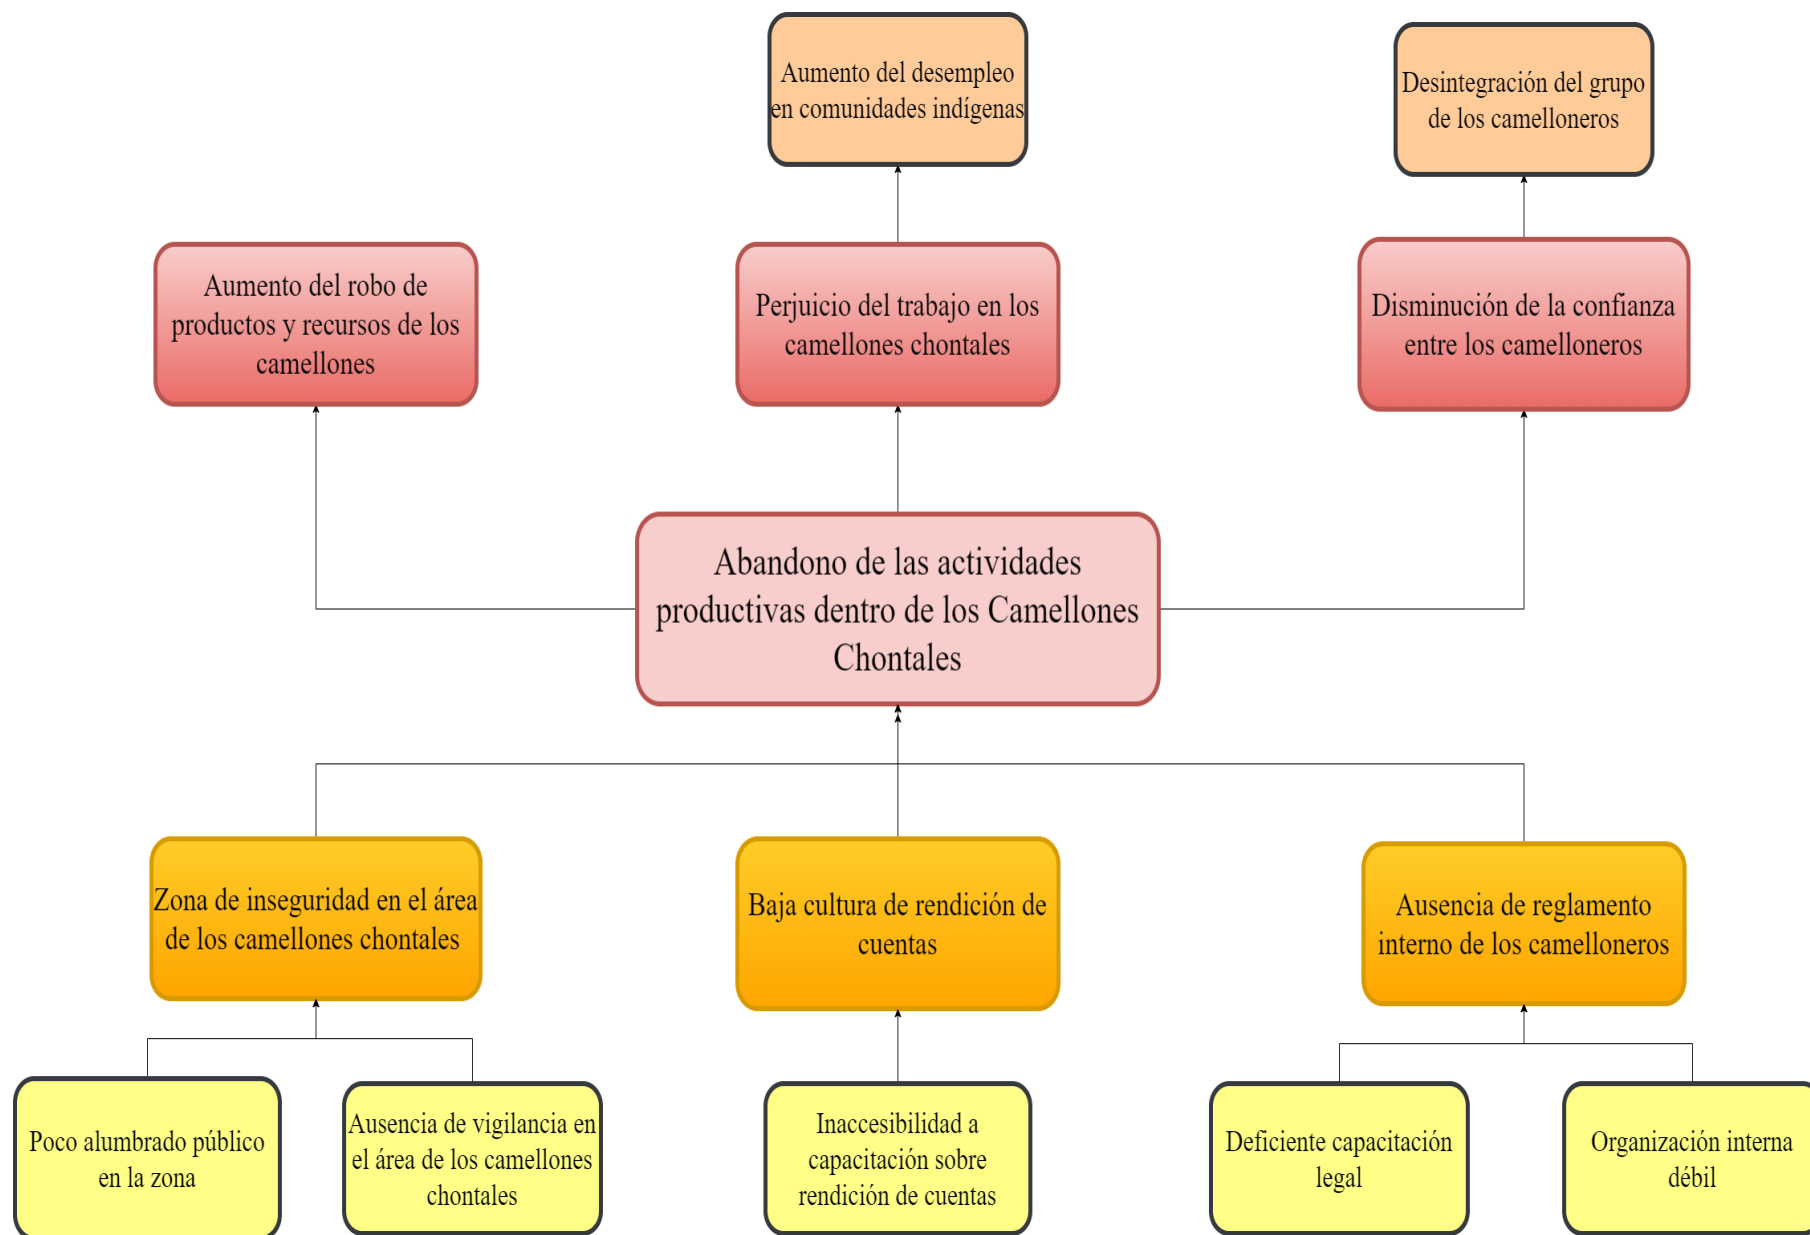 Aumento del desempleo
en comunidades indígenas
Desintegración del grupo
de los camelloneros
Aumento del robo de
productos y recursos de los
camellones
Perjuicio del trabajo en los
camellones chontales
Disminución de la confianza
entre los camelloneros
Abandono de las actividades
productivas dentro de los Camellones
Chontales
Zona de inseguridad en el área
de los camellones chontales
Baja cultura de rendición de
cuentas
Ausencia de reglamento
interno de los camelloneros
Poco alumbrado público
en la zona
Ausencia de vigilancia en
el área de los camellones
chontales
Inaccesibilidad a
capacitación sobre
rendición de cuentas
Deficiente capacitación
legal
Organización interna
débil